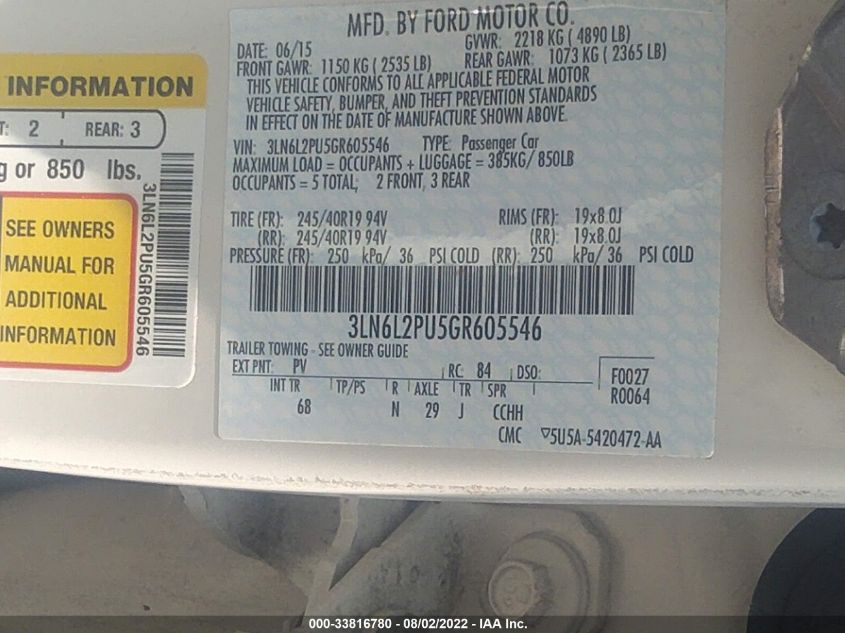 INFORMATION
T: 2 REAR: 3
g or 850 lbs.
SEE OWNERS
MANUAL FOR
ADDITIONAL
INFORMATION
3LN6L2PU5GR605546
MFD. BY FORD MOTOR CO.
DATE: 06/15 GVWR: 2218 KG ( 4890 LB)
FRONT GAWR: 1150 KG ( 2535 LB) REAR GAWR: 1073 KG ( 2365 LB)
THIS VEHICLE CONFORMS TO ALL APPLICABLE FEDERAL MOTOR
VEHICLE SAFETY, BUMPER, AND THEFT PREVENTION STANDARDS
IN EFFECT ON THE DATE OF MANUFACTURE SHOWN ABOVE.
VIN: 3LN6L2PU5GR605546 TYPE: Passenger Car
MAXIMUM LOAD = OCCUPANTS + LUGGAGE = 385KG/ 850LB
OCCUPANTS = 5 TOTAL; 2 FRONT, 3 REAR
TIRE (FR): 245/40R19 94V RIMS (FR): 19x8.0J
(RR): 245/40R19 94V (RR): 19x8.0J
PRESSURE (FR): 250 kPa/ 36 PSI COLD (RR): 250 kPa/ 36 PSI COLD
3LN6L2PU5GR605546
TRAILER TOWING - SEE OWNER GUIDE
EXT PNT: PV RC: 84 DSO:
INT TR TP/PS R AXLE TR SPR
68 N 29 J CCHH
F0027
R0064
CMC ▽5U5A-5420472-AA
000-33816780 - 08/02/2022 - IAA Inc.